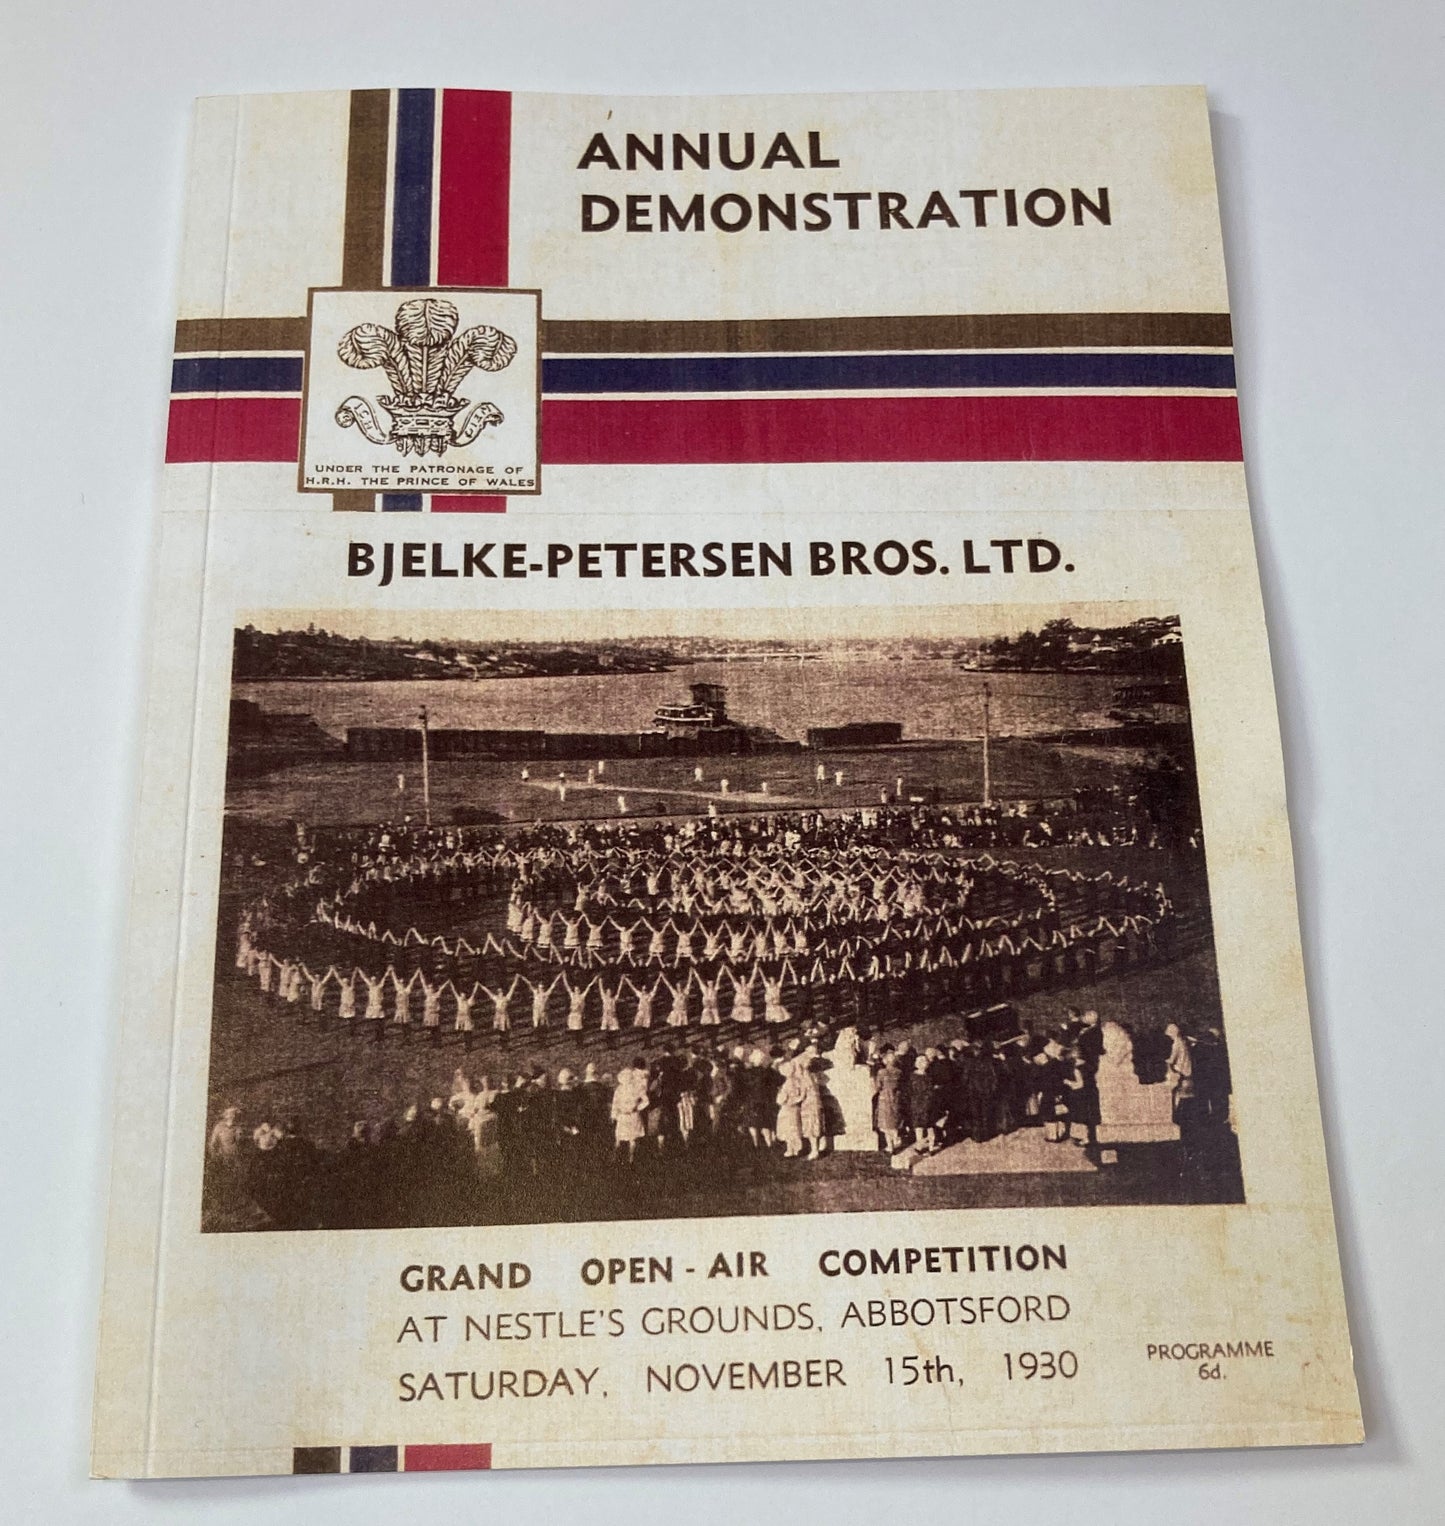 ANNUAL
DEMONSTRATION
UNDER THE PATRONAGE OF
H.R.H. THE PRINCE OF WALES
BJELKE-PETERSEN BROS. LTD.
GRAND OPEN-AIR COMPETITION
AT NESTLE'S GROUNDS, ABBOTSFORD
SATURDAY, NOVEMBER 15th, 1930
PROGRAMME
6d.